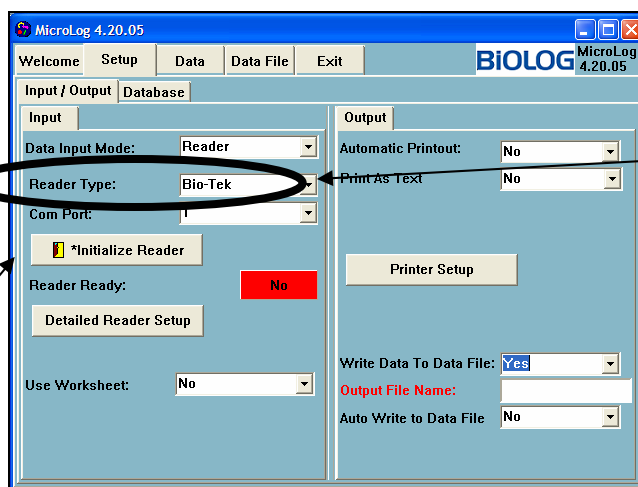 MicroLog 4.20.05
Welcome Setup Data Data File Exit BiOLOG MicroLog 4.20.05
Input / Output Database
Input
Data Input Mode: Reader
Reader Type: Bio-Tek
Com Port: 1
*Initialize Reader
Reader Ready: No
Detailed Reader Setup
Use Worksheet: No
Output
Automatic Printout: No
Print As Text No
Printer Setup
Write Data To Data File: Yes
Output File Name:
Auto Write to Data File No